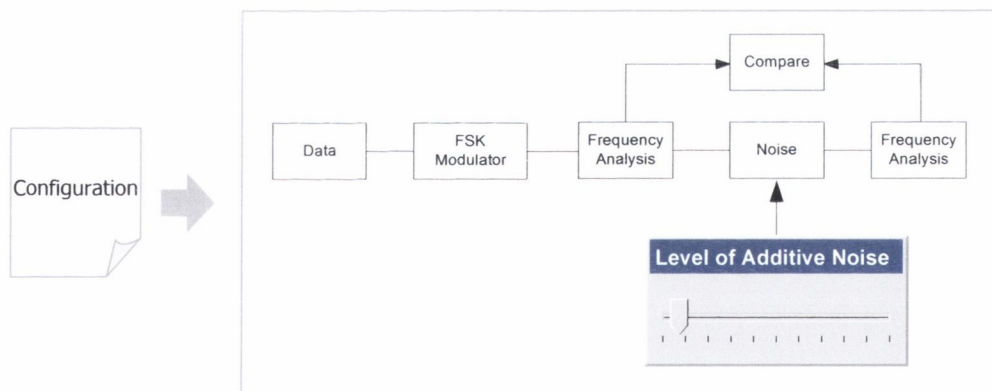 Configuration
Compare
Data
FSK
Modulator
Frequency
Analysis
Noise
Frequency
Analysis
Level of Additive Noise